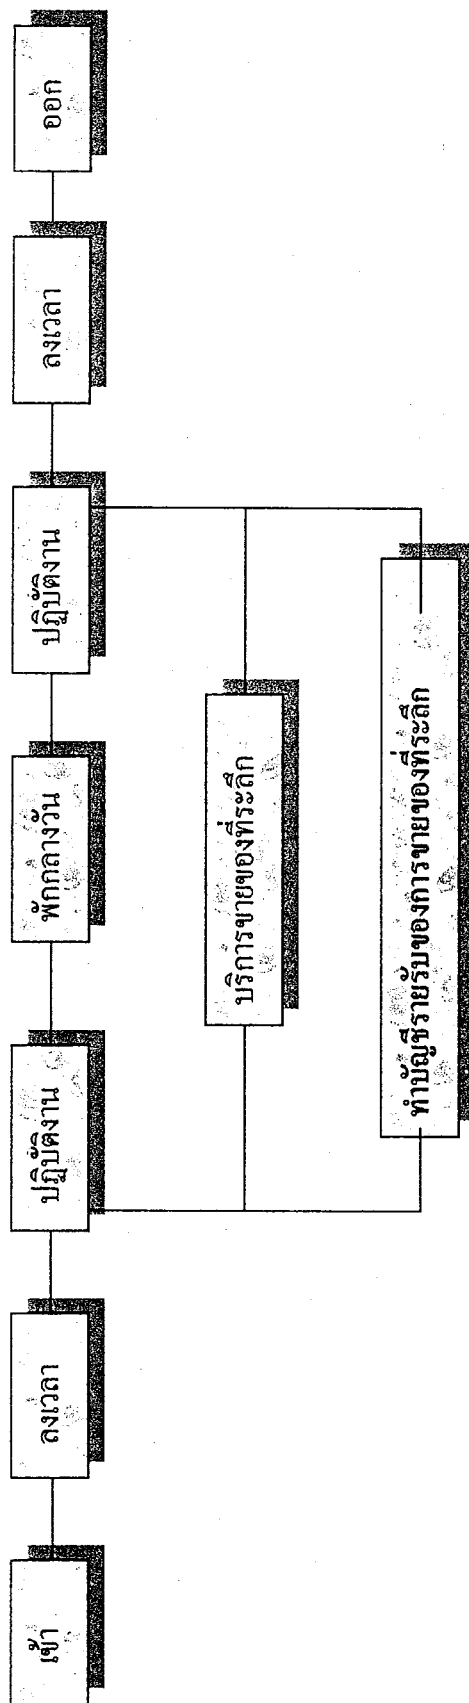 เข้า
ลงเวลา
ปฏิบัติงาน
พักกลางวัน
ปฏิบัติงาน
ลงเวลา
ออก
บริการขายของที่ระลึก
ทำบัญชีรายรับของการขายของที่ระลึก